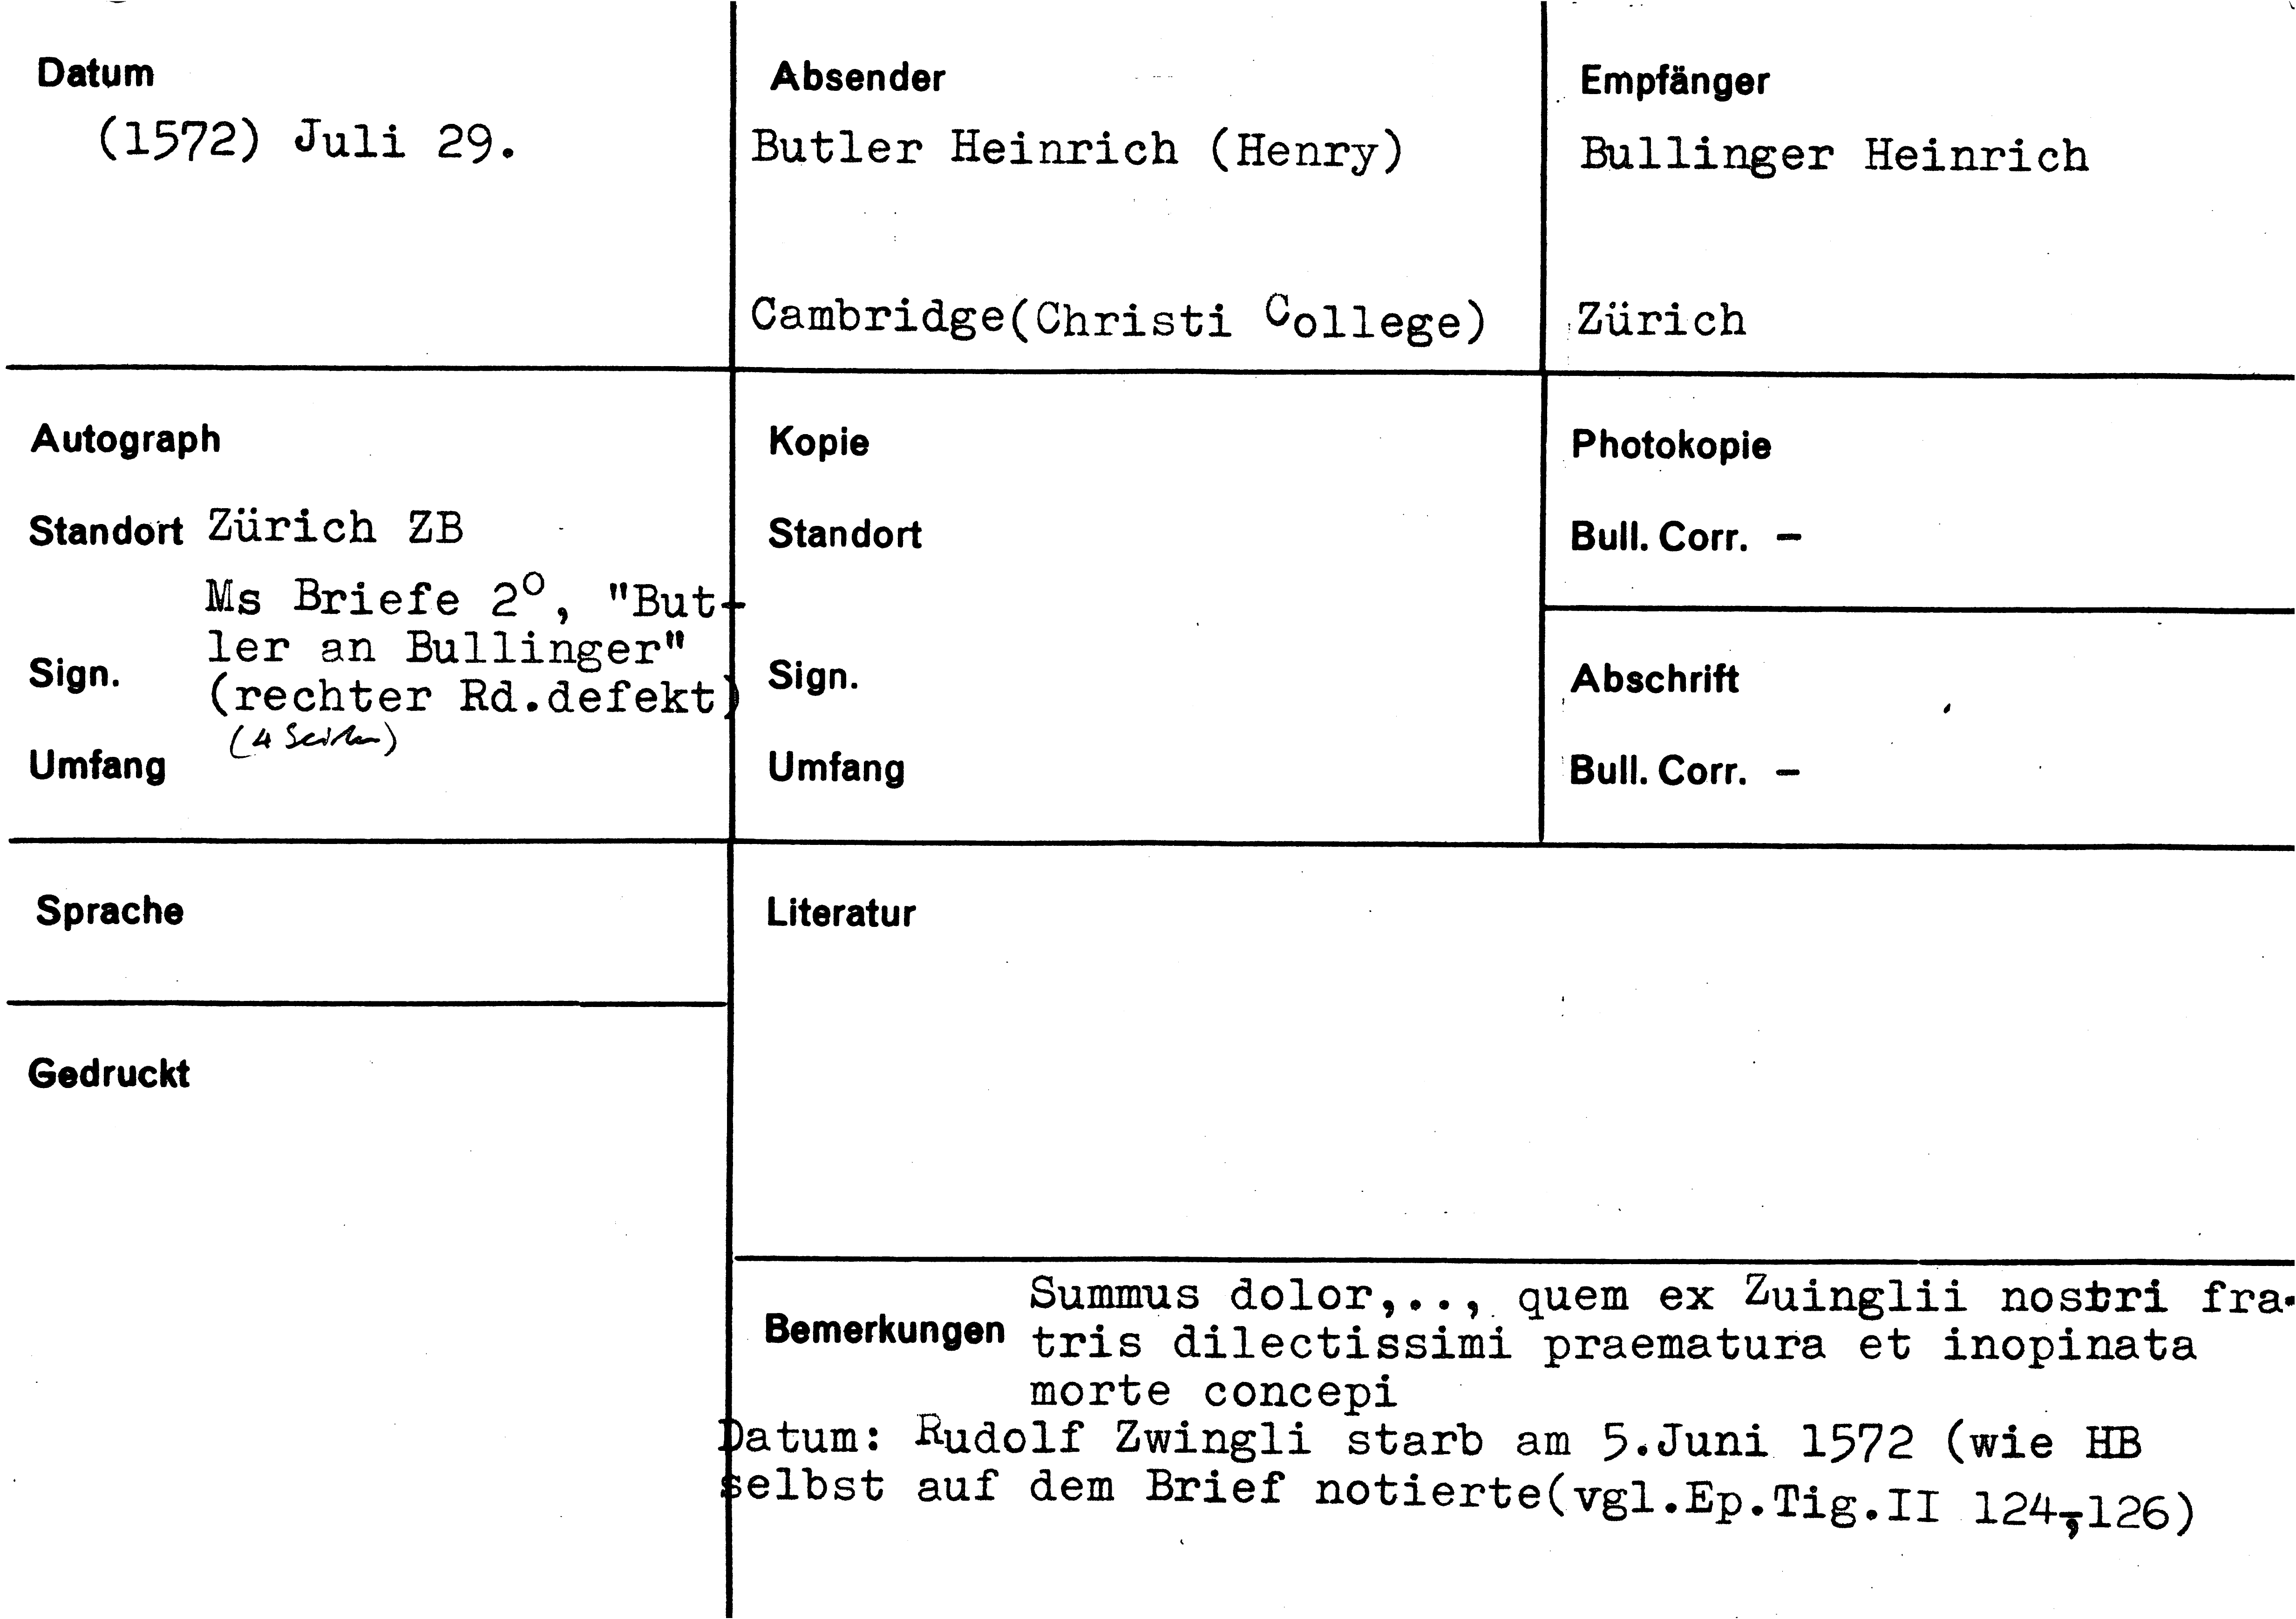 Datum
(1572) Juli 29.
Absender
Butler Heinrich (Henry)
Cambridge(Christi College)
Empfänger
Bullinger Heinrich
Zürich
Autograph
Standort Zürich ZB
Ms Briefe 2°, "But-
ler an Bullinger"
Sign.
(rechter Rd.defekt)
(4 Seiten)
Umfang
Kopie
Standort
Sign.
Umfang
Photokopie
Bull. Corr. –
Abschrift
Bull. Corr. –
Sprache
Gedruckt
Literatur
Bemerkungen
Summus dolor,.., quem ex Zuinglii nostri fra-
tris dilectissimi praematura et inopinata
morte concepi
Datum: Rudolf Zwingli starb am 5.Juni 1572 (wie HB
selbst auf dem Brief notierte(vgl.Ep.Tig.II 124,126)